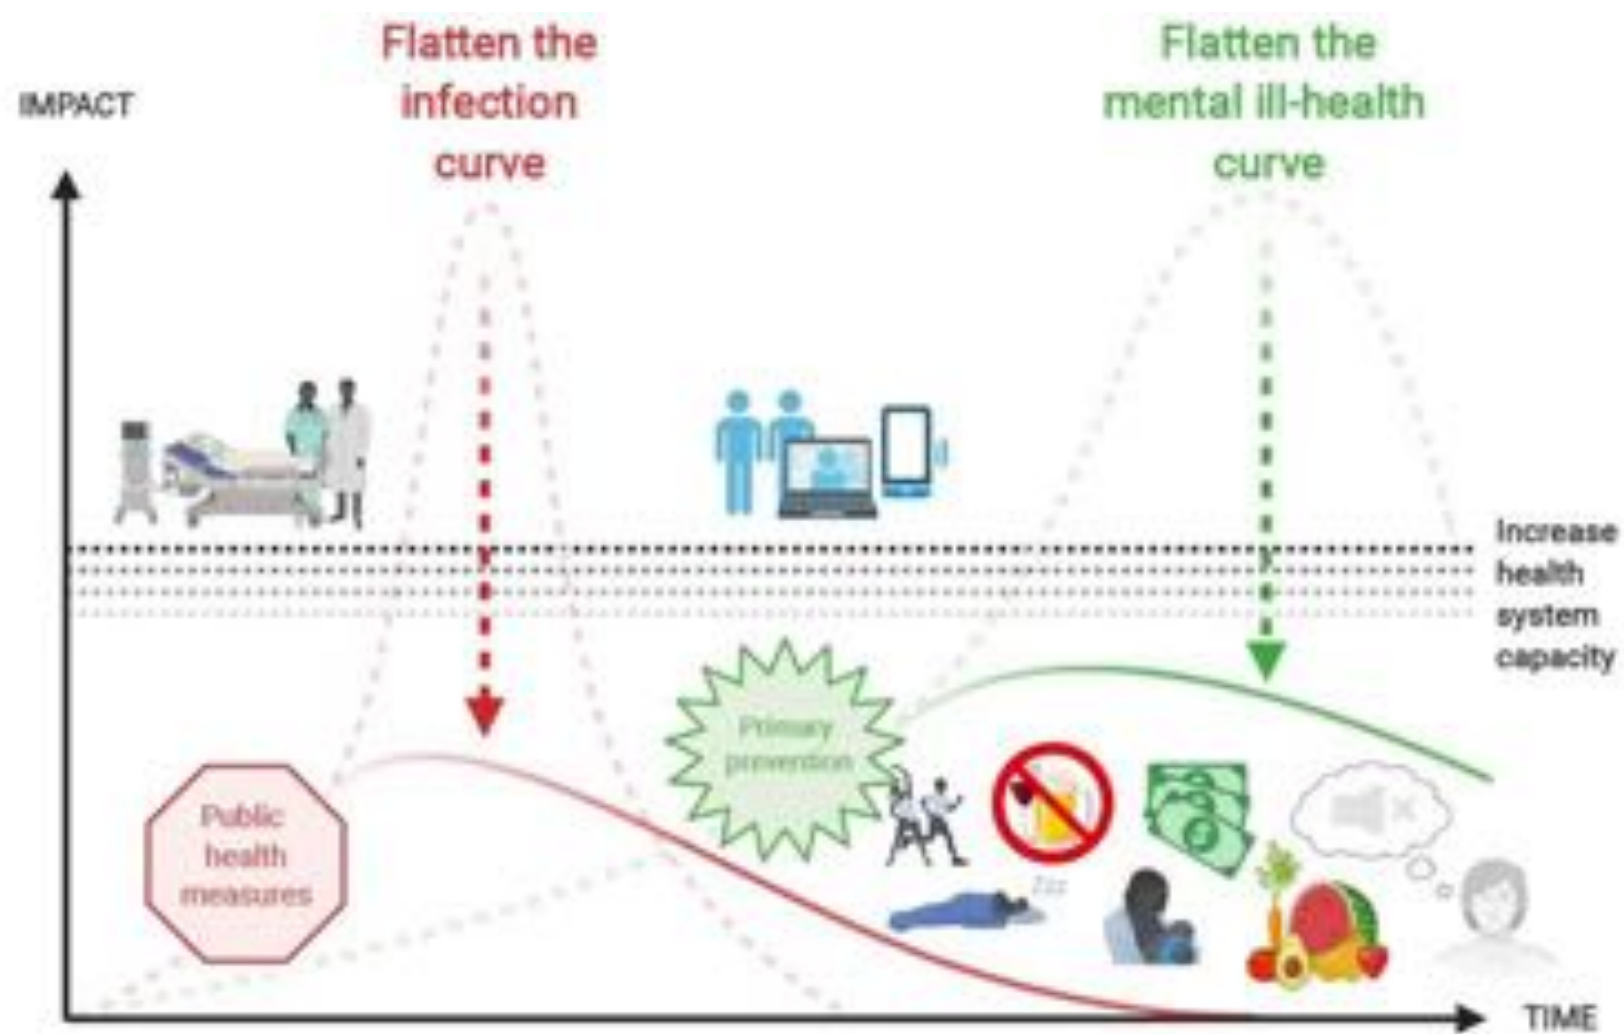 Flatten the
infection
curve
Flatten the
mental ill-health
curve
IMPACT
Increase
health
system
capacity
Primary
prevention
Public
health
measures
zzz
TIME